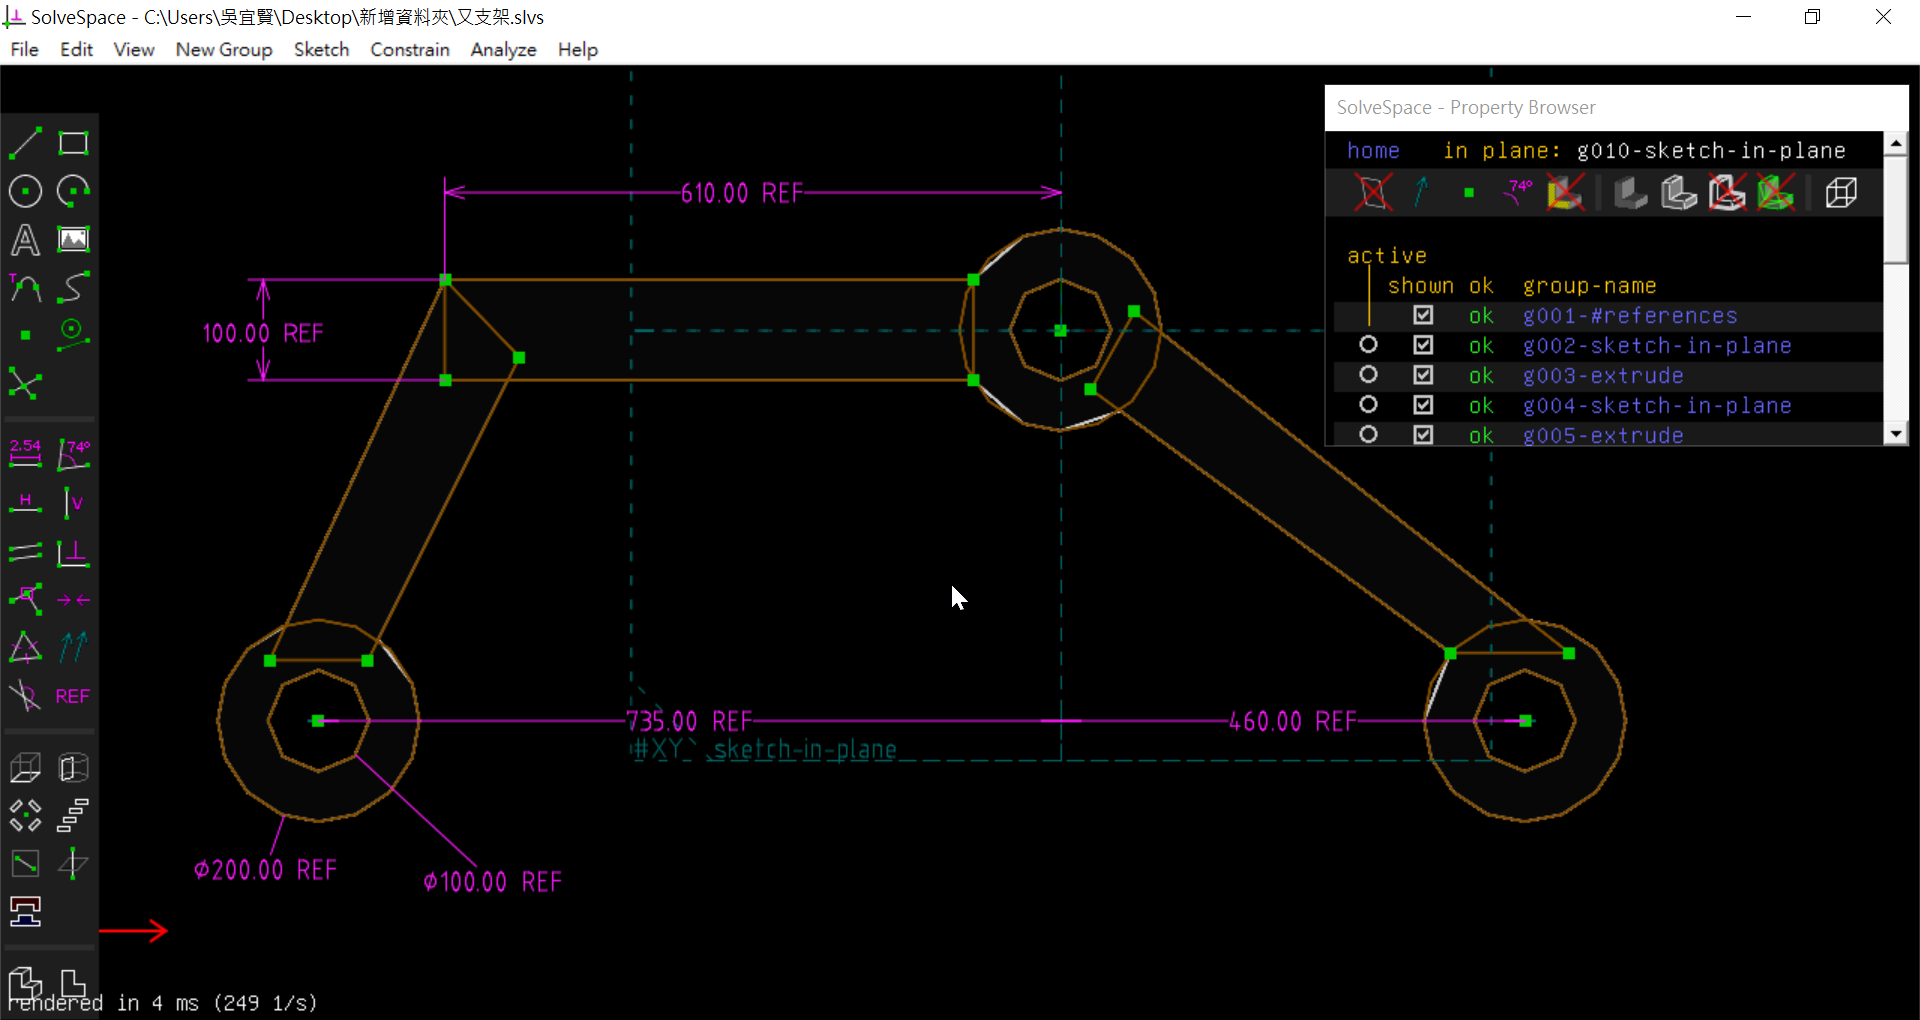 SolveSpace - C:\Users\吳宜賢\Desktop\新增資料夾\又支架.slvs
File Edit View New Group Sketch Constrain Analyze Help
SolveSpace - Property Browser
home in plane: g010-sketch-in-plane
74°
active
shown ok group-name
ok g001-#references
ok g002-sketch-in-plane
ok g003-extrude
ok g004-sketch-in-plane
ok g005-extrude
610.00 REF
100.00 REF
A
T
2.54 74°
H V
REF
735.00 REF 460.00 REF
#XY sketch-in-plane
⌀200.00 REF
⌀100.00 REF
rendered in 4 ms (249 1/s)